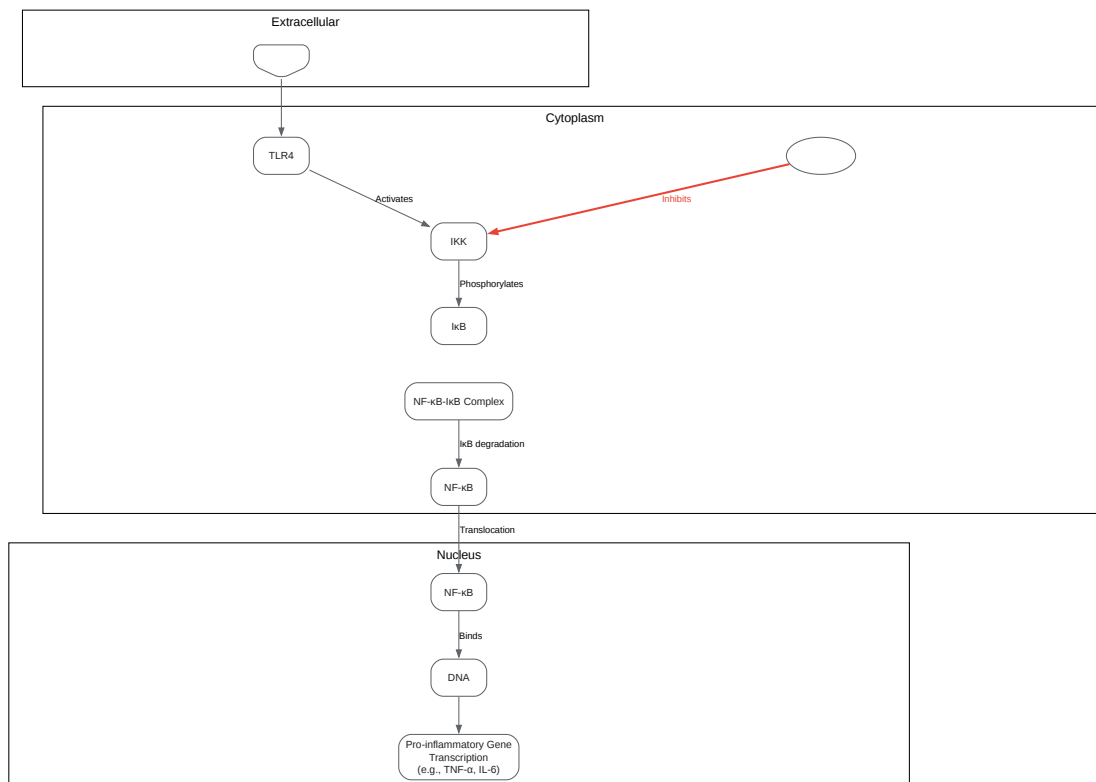 Extracellular
Cytoplasm
TLR4
Activates
Inhibits
IKK
Phosphorylates
IκB
NF-κB-IκB Complex
IκB degradation
NF-κB
Translocation
Nucleus
NF-κB
Binds
DNA
Pro-inflammatory Gene
Transcription
(e.g., TNF-α, IL-6)